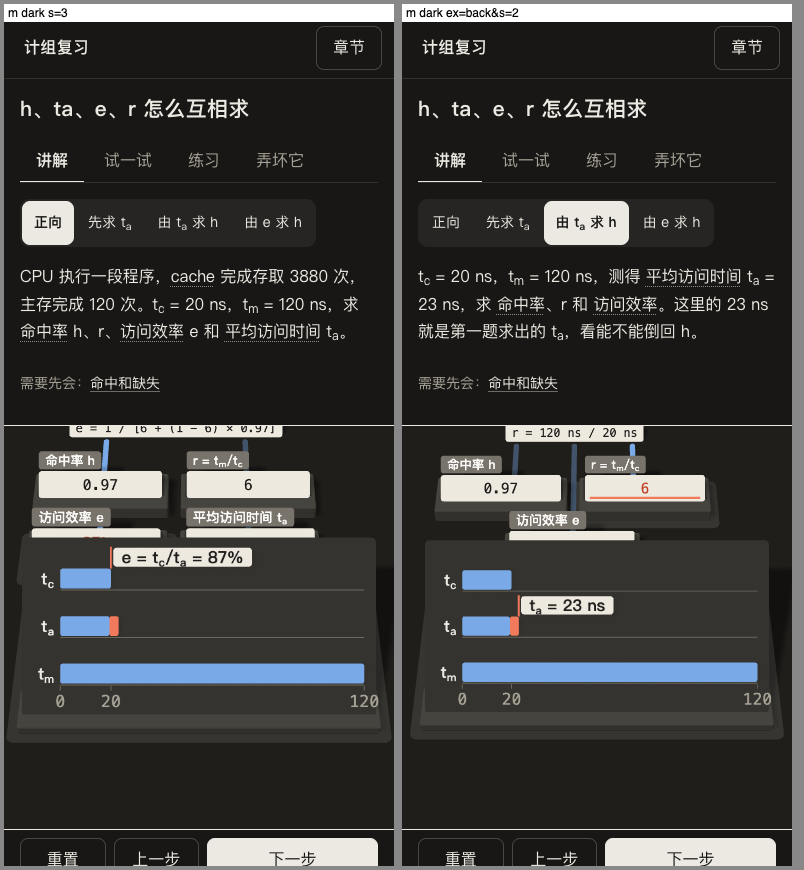 m dark s=3
计组复习
章节
h、ta、e、r 怎么互相求
讲解 试一试 练习 弄坏它
正向 先求 ta 由 ta 求 h 由 e 求 h
CPU 执行一段程序，cache 完成存取 3880 次，
主存完成 120 次。tc = 20 ns，tm = 120 ns，求
命中率 h、r、访问效率 e 和 平均访问时间 ta。
需要先会： 命中和缺失
e = 1 / [6 + (1 - 6) × 0.97]
命中率 h
r = tm/tc
0.97
6
访问效率 e
平均访问时间 ta
e = tc/ta = 87%
tc
ta
tm
0 20 120
重置 上一步 下一步
m dark ex=back&s=2
计组复习
章节
h、ta、e、r 怎么互相求
讲解 试一试 练习 弄坏它
正向 先求 ta 由 ta 求 h 由 e 求 h
tc = 20 ns，tm = 120 ns，测得 平均访问时间 ta =
23 ns，求 命中率、r 和 访问效率。这里的 23 ns
就是第一题求出的 ta，看能不能倒回 h。
需要先会： 命中和缺失
r = 120 ns / 20 ns
命中率 h
r = tm/tc
0.97
6
访问效率 e
tc
ta = 23 ns
ta
tm
0 20 120
重置 上一步 下一步